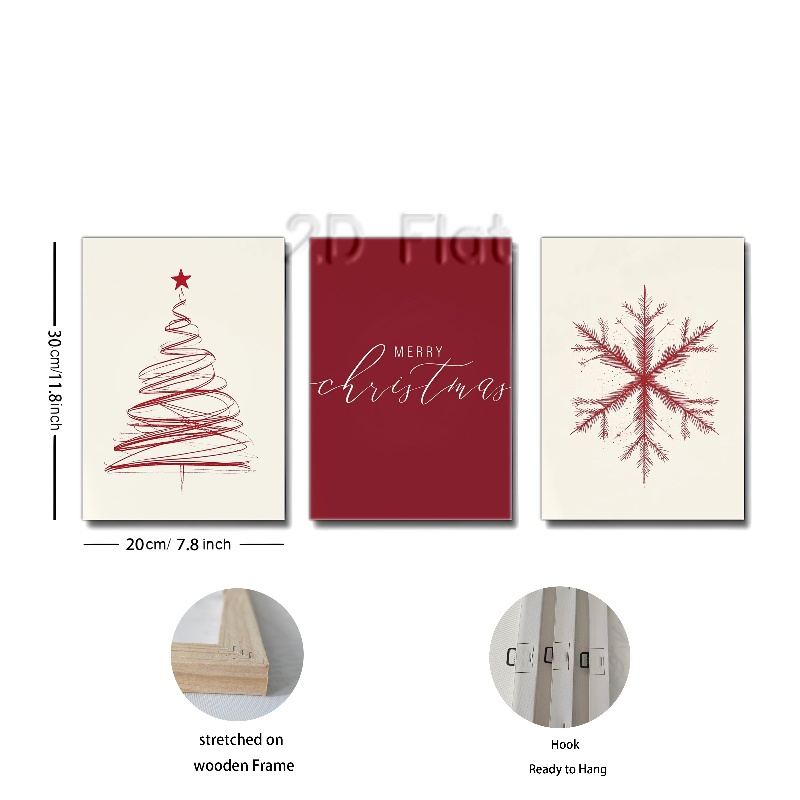 2D Flat
MERRY
christmas
30cm/11.8inch
20cm/ 7.8 inch
stretched on
wooden Frame
Hook
Ready to Hang